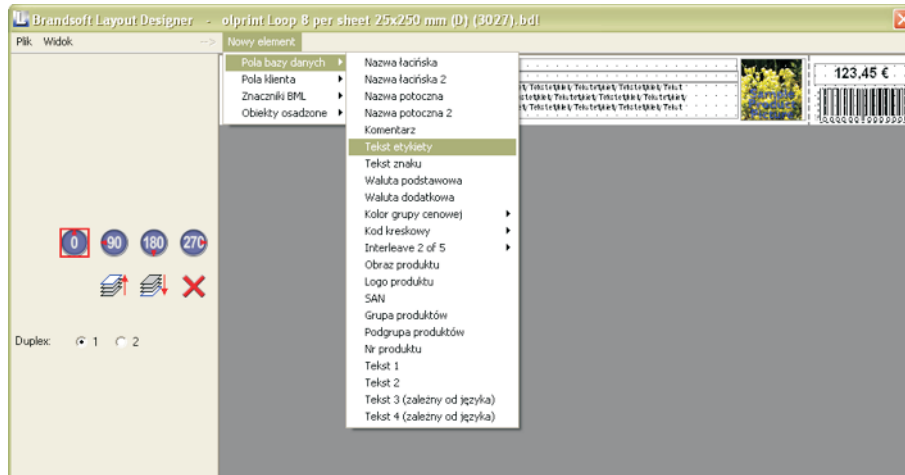 Brandsoft Layout Designer - olprint Loop 8 per sheet 25x250 mm (D) (3027).bdl
Plik Widok --> Nowy element
Pola bazy danych
Pola klienta
Znaczniki BML
Obiekty osadzone
Nazwa łacińska
Nazwa łacińska 2
Nazwa potoczna
Nazwa potoczna 2
Komentarz
Tekst etykiety
Tekst znaku
Waluta podstawowa
Waluta dodatkowa
Kolor grupy cenowej
Kod kreskowy
Interleave 2 of 5
Obraz produktu
Logo produktu
SAN
Grupa produktów
Podgrupa produktów
Nr produktu
Tekst 1
Tekst 2
Tekst 3 (zależny od języka)
Tekst 4 (zależny od języka)
Sample
Product
Picture
123,45 €
0 90 180 270
Duplex: 1 2